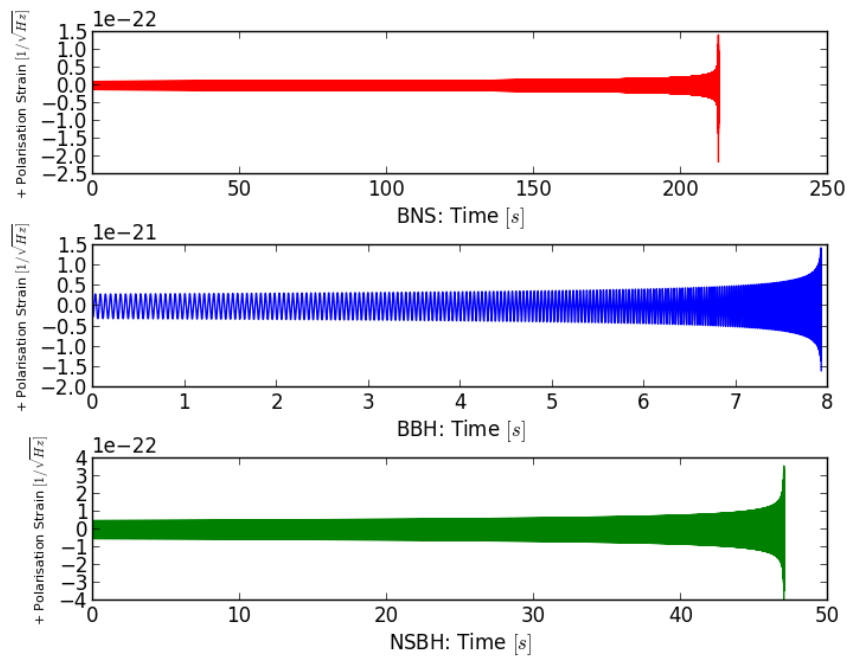 1e−22
+ Polarisation Strain [1/√Hz]
1.5
1.0
0.5
0.0
−0.5
−1.0
−1.5
−2.0
−2.5
0 50 100 150 200 250
BNS: Time [s]
1e−21
+ Polarisation Strain [1/√Hz]
1.5
1.0
0.5
0.0
−0.5
−1.0
−1.5
−2.0
0 1 2 3 4 5 6 7 8
BBH: Time [s]
1e−22
+ Polarisation Strain [1/√Hz]
4
3
2
1
0
−1
−2
−3
−4
0 10 20 30 40 50
NSBH: Time [s]